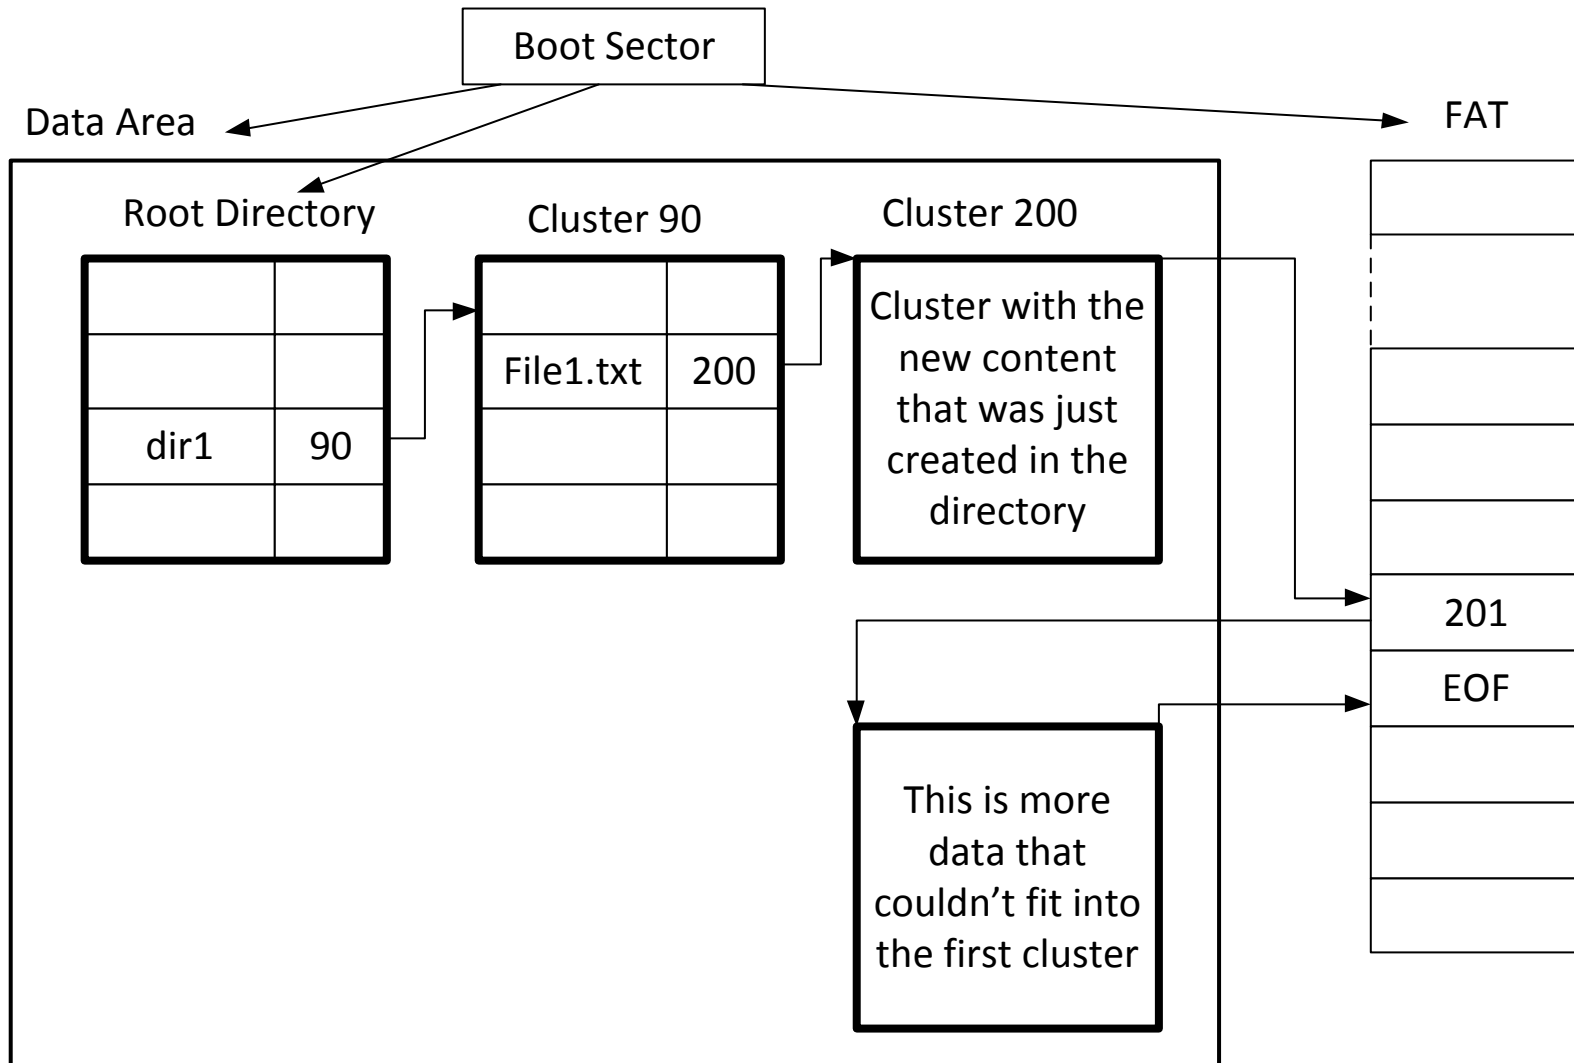 Boot Sector
Data Area
FAT
Root Directory
Cluster 90
Cluster 200
dir1 90
File1.txt 200
Cluster with the
new content
that was just
created in the
directory
201
EOF
This is more
data that
couldn’t fit into
the first cluster